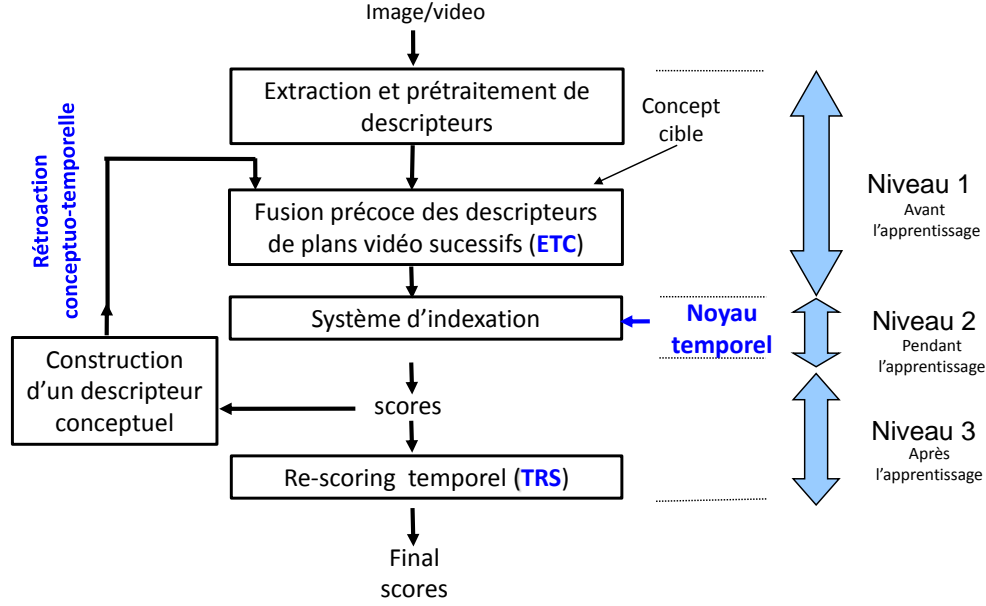 Image/video
Extraction et prétraitement de
descripteurs
Concept
cible
Rétroaction
conceptuo-temporelle
Fusion précoce des descripteurs
de plans vidéo sucessifs (ETC)
Niveau 1
Avant
l'apprentissage
Système d'indexation
Noyau
temporel
Niveau 2
Pendant
l'apprentissage
Construction
d'un descripteur
conceptuel
scores
Niveau 3
Après
l'apprentissage
Re-scoring temporel (TRS)
Final
scores